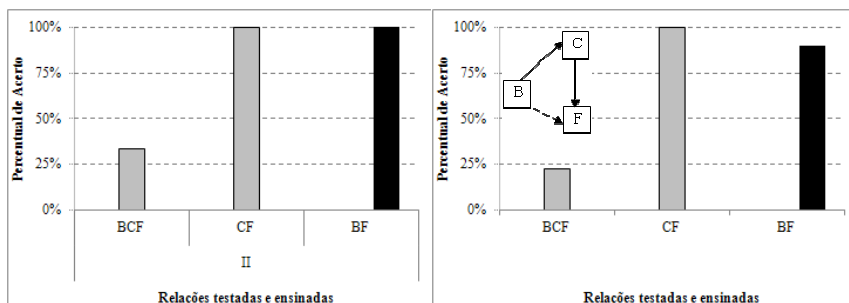 Percentual de Acerto
100%
75%
50%
25%
0%
BCF
CF
BF
II
Relações testadas e ensinadas
Percentual de Acerto
100%
75%
50%
25%
0%
B
C
F
BCF
CF
BF
Relações testadas e ensinadas